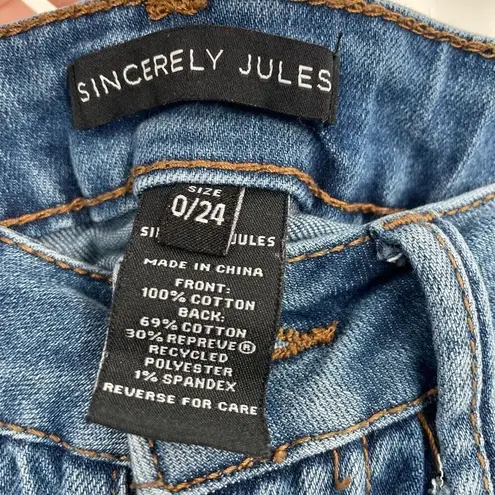 SINCERELY JULES
SIZE
0/24
JULES
MADE IN CHINA
FRONT:
100% COTTON
BACK:
69% COTTON
30% REPREVE®
RECYCLED
POLYESTER
1% SPANDEX
REVERSE FOR CARE